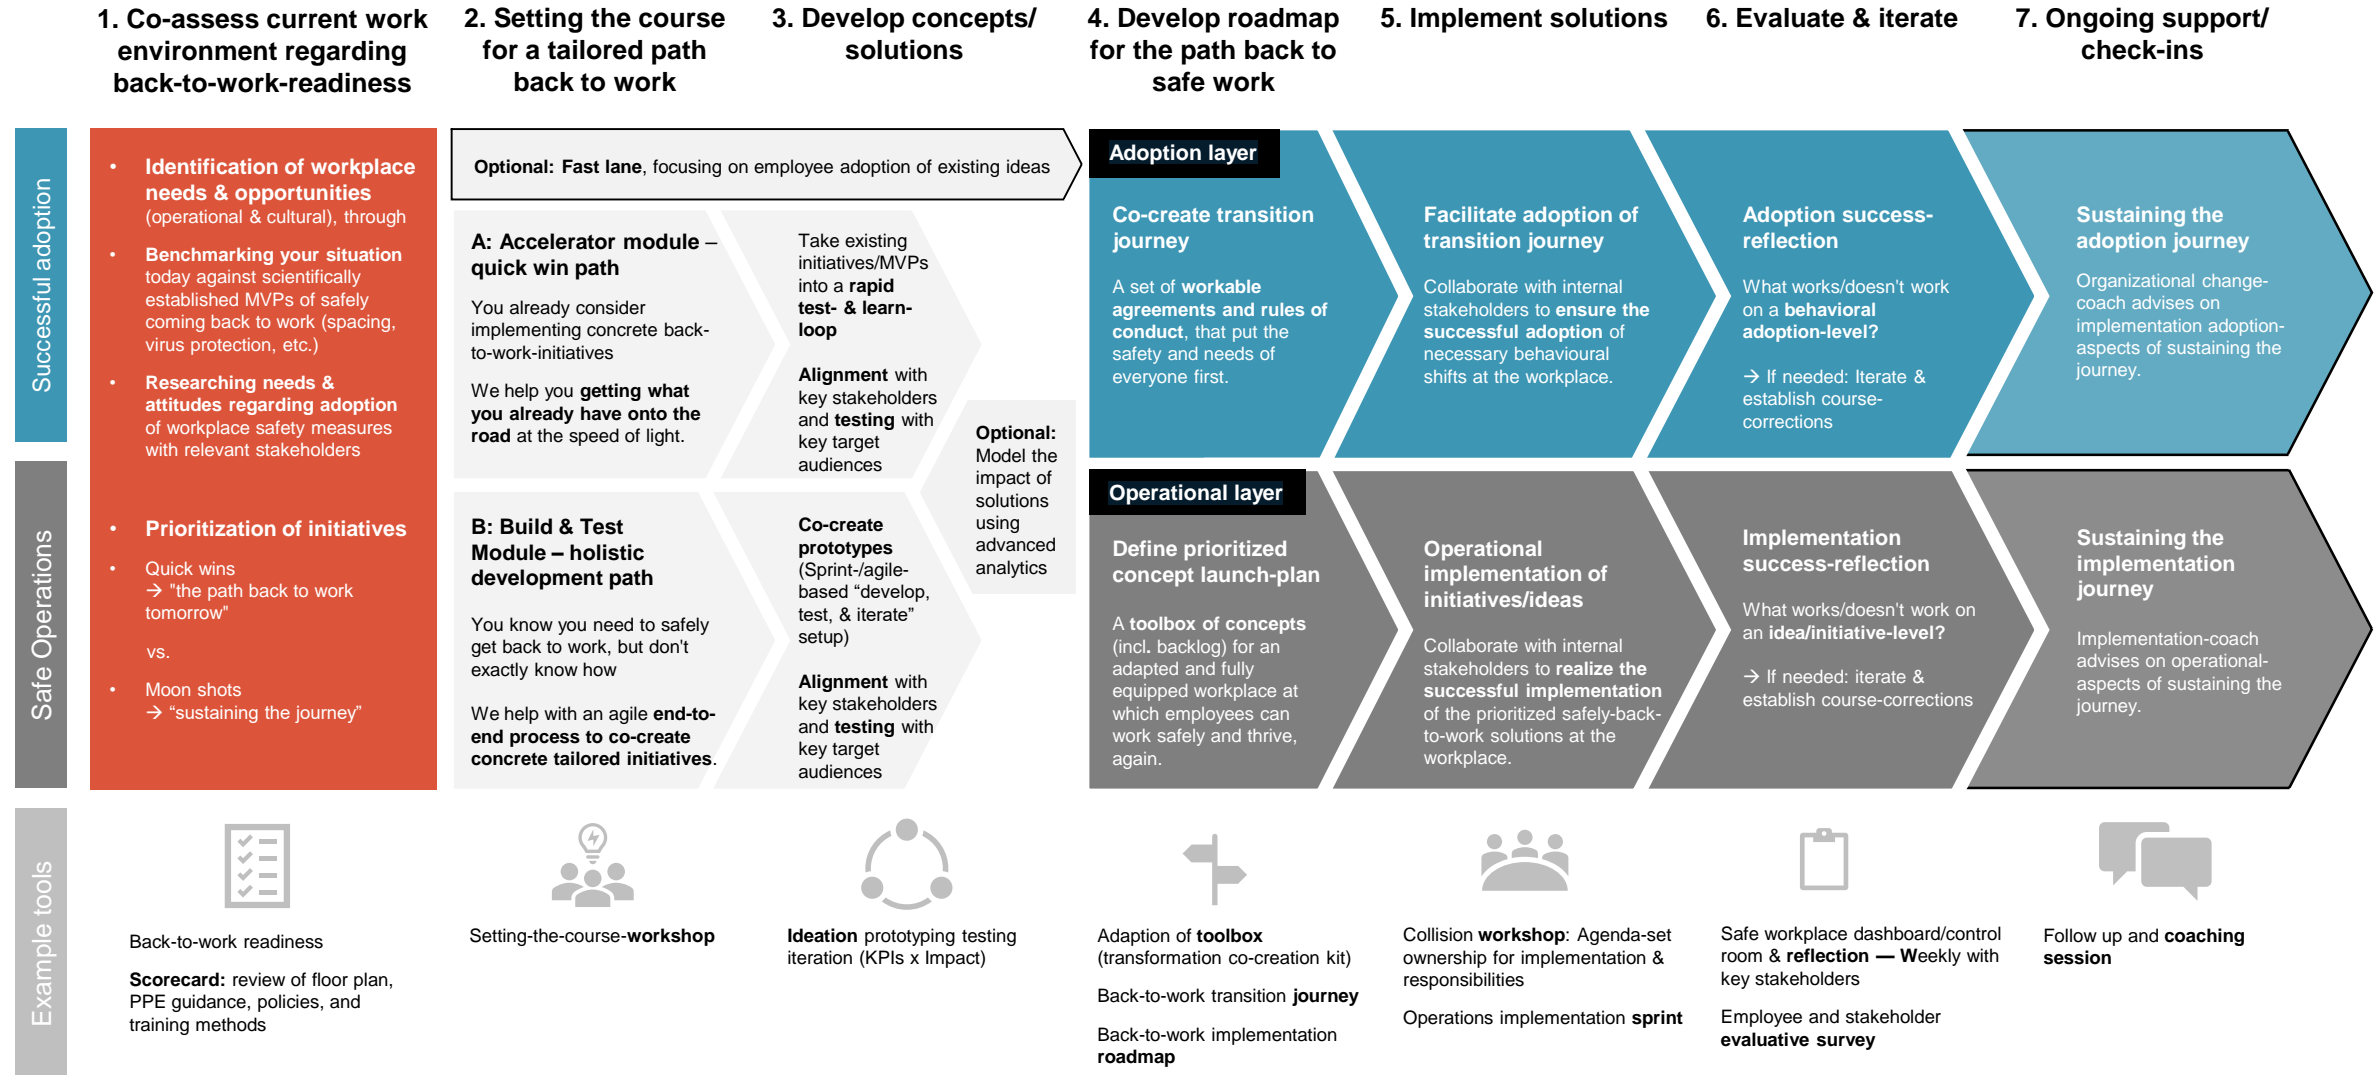 1. Co-assess current work
environment regarding
back-to-work-readiness
2. Setting the course
for a tailored path
back to work
3. Develop concepts/
solutions
4. Develop roadmap
for the path back to
safe work
5. Implement solutions
6. Evaluate & iterate
7. Ongoing support/
check-ins
Successful adoption
Safe Operations
Example tools
• Identification of workplace
needs & opportunities
(operational & cultural), through
• Benchmarking your situation
today against scientifically
established MVPs of safely
coming back to work (spacing,
virus protection, etc.)
• Researching needs &
attitudes regarding adoption
of workplace safety measures
with relevant stakeholders
• Prioritization of initiatives
• Quick wins
→ "the path back to work
tomorrow"
vs.
• Moon shots
→ “sustaining the journey”
Optional: Fast lane, focusing on employee adoption of existing ideas
A: Accelerator module –
quick win path
You already consider
implementing concrete back-
to-work-initiatives
We help you getting what
you already have onto the
road at the speed of light.
Take existing
initiatives/MVPs
into a rapid
test- & learn-
loop
Alignment with
key stakeholders
and testing with
key target
audiences
B: Build & Test
Module – holistic
development path
You know you need to safely
get back to work, but don't
exactly know how
We help with an agile end-to-
end process to co-create
concrete tailored initiatives.
Co-create
prototypes
(Sprint-/agile-
based “develop,
test, & iterate”
setup)
Alignment with
key stakeholders
and testing with
key target
audiences
Optional:
Model the
impact of
solutions
using
advanced
analytics
Adoption layer
Co-create transition
journey
A set of workable
agreements and rules of
conduct, that put the
safety and needs of
everyone first.
Facilitate adoption of
transition journey
Collaborate with internal
stakeholders to ensure the
successful adoption of
necessary behavioural
shifts at the workplace.
Adoption success-
reflection
What works/doesn't work
on a behavioral
adoption-level?
→ If needed: Iterate &
establish course-
corrections
Sustaining the
adoption journey
Organizational change-
coach advises on
implementation adoption-
aspects of sustaining the
journey.
Operational layer
Define prioritized
concept launch-plan
A toolbox of concepts
(incl. backlog) for an
adapted and fully
equipped workplace at
which employees can
work safely and thrive,
again.
Operational
implementation of
initiatives/ideas
Collaborate with internal
stakeholders to realize the
successful implementation
of the prioritized safely-back-
to-work solutions at the
workplace.
Implementation
success-reflection
What works/doesn't work on
an idea/initiative-level?
→ If needed: iterate &
establish course-corrections
Sustaining the
implementation
journey
Implementation-coach
advises on operational-
aspects of sustaining the
journey.
Back-to-work readiness
Scorecard: review of floor plan,
PPE guidance, policies, and
training methods
Setting-the-course-workshop
Ideation prototyping testing
iteration (KPIs x Impact)
Adaption of toolbox
(transformation co-creation kit)
Back-to-work transition journey
Back-to-work implementation
roadmap
Collision workshop: Agenda-set
ownership for implementation &
responsibilities
Operations implementation sprint
Safe workplace dashboard/control
room & reflection — Weekly with
key stakeholders
Employee and stakeholder
evaluative survey
Follow up and coaching
session